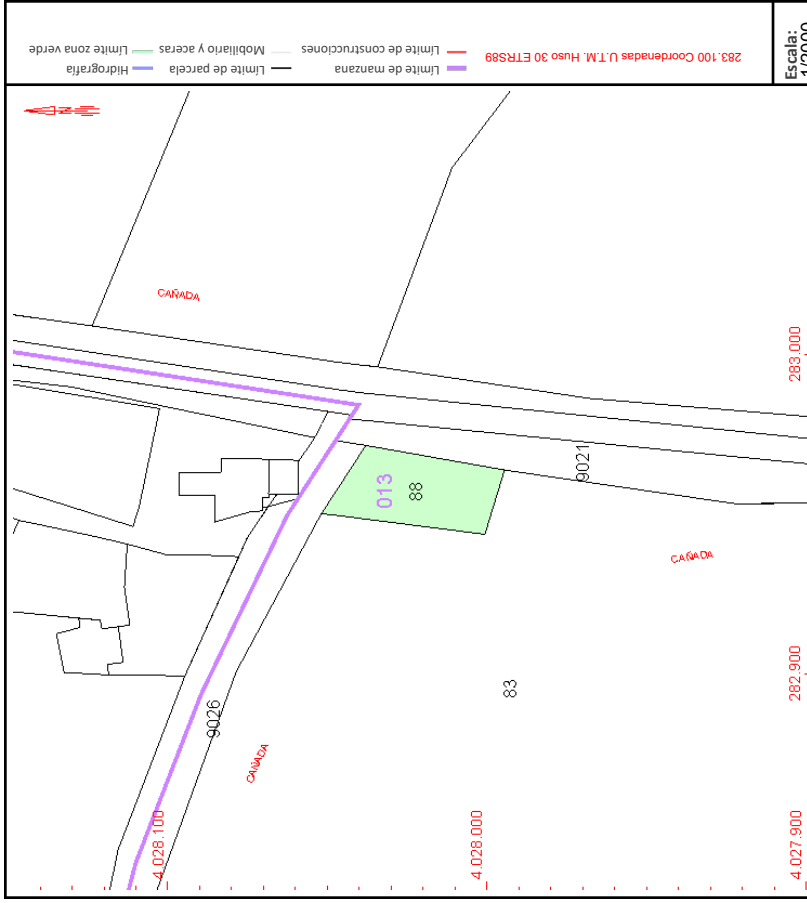 Límite de manzana
Límite de construcciones
Límite de parcela
Mobiliario y aceras
Hidrografía
Límite zona verde
283.100 Coordenadas U.T.M. Huso 30 ETRS89
Escala:
1/2000
CAÑADA
283,000
9021
013
88
CAÑADA
282,900
83
9026
CAÑADA
4.028.100
4.028.000
4.027.900